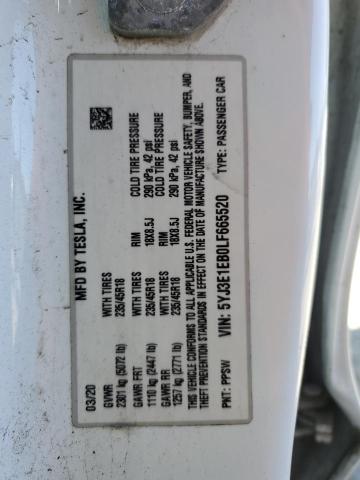 MFD BY TESLA, INC.
03/20
GVWR
2301 kg (5072 lb)
GAWR FRT
1110 kg (2447 lb)
WITH TIRES
235/45R18
RIM
18X8.5J
COLD TIRE PRESSURE
290 kPa, 42 psi
GAWR RR
1257 kg (2771 lb)
WITH TIRES
235/45R18
RIM
18X8.5J
COLD TIRE PRESSURE
290 kPa, 42 psi
THIS VEHICLE CONFORMS TO ALL APPLICABLE U.S. FEDERAL MOTOR VEHICLE SAFETY, BUMPER, AND
THEFT PREVENTION STANDARDS IN EFFECT ON THE DATE OF MANUFACTURE SHOWN ABOVE.
VIN: 5YJ3E1EB0LF665520
PNT: PPSW
TYPE: PASSENGER CAR